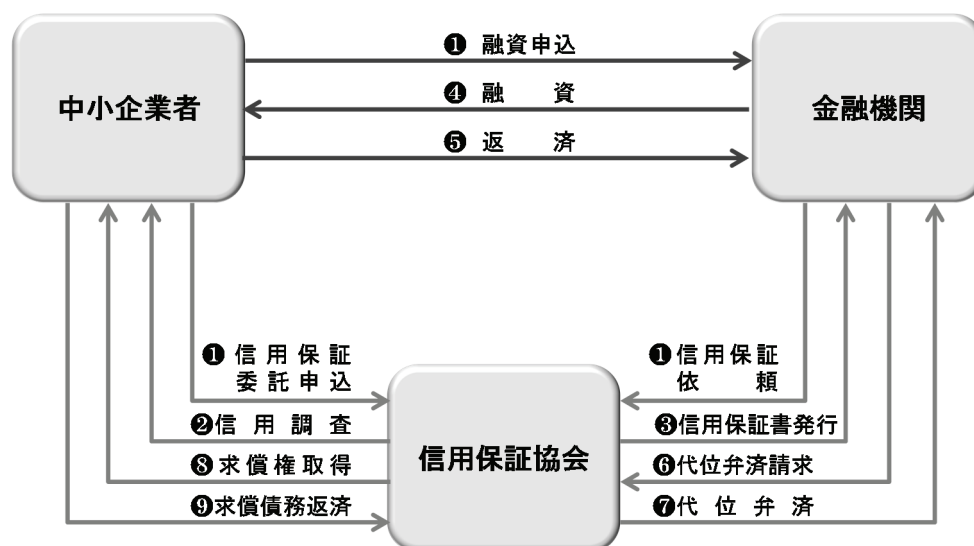 ❶ 融資申込
中小企業者
❹ 融 資
金融機関
❺ 返 済
❶ 信用保証
委託申込
❶ 信用保証
依 頼
❷信用調査
❸信用保証書発行
信用保証協会
❽求償権取得
❻代位弁済請求
❾求償債務返済
❼代位弁済